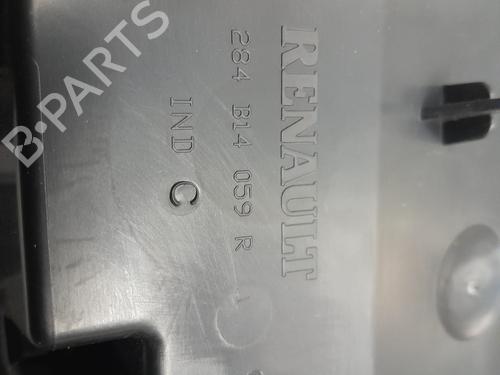 RENAULT
284 B14 059 R
IND C
B-PARTS